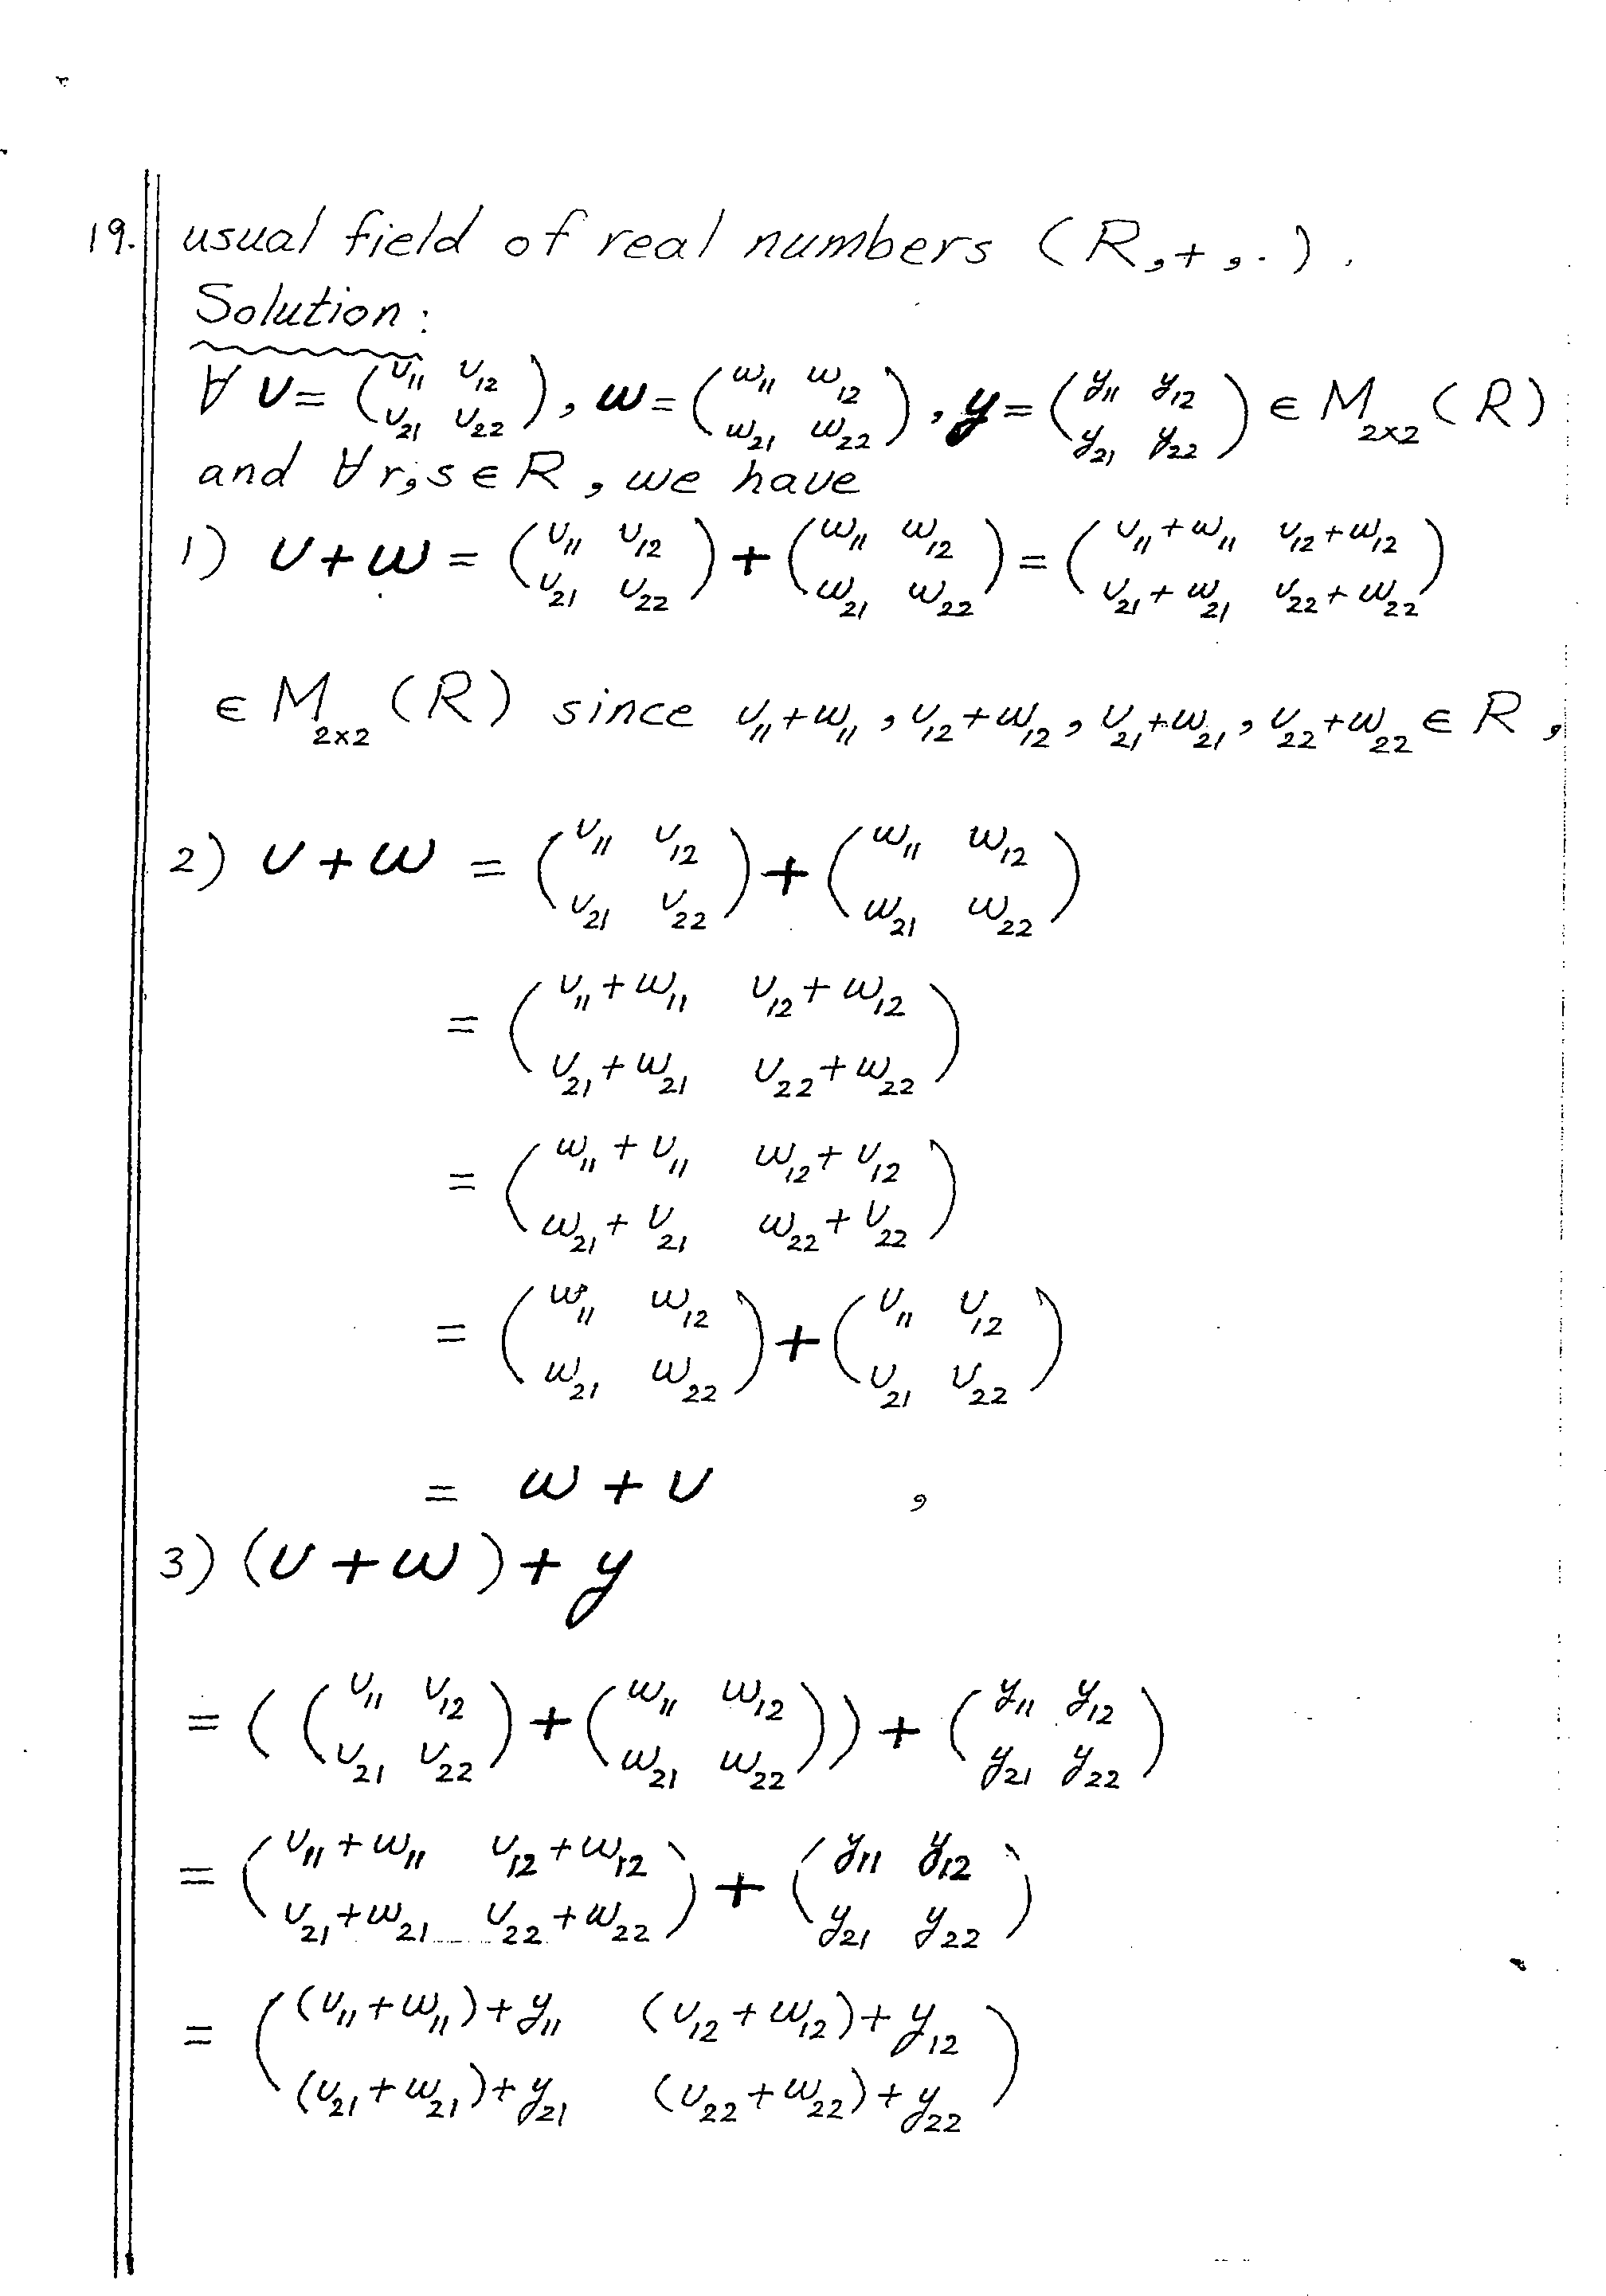 19. usual field of real numbers (R,+,.).
Solution:
∀ v = (v₁₁ v₁₂ ; v₂₁ v₂₂), w = (w₁₁ w₁₂ ; w₂₁ w₂₂), y = (y₁₁ y₁₂ ; y₂₁ y₂₂) ∈ M₂ₓ₂(R)
and ∀ r,s ∈ R, we have
1) v + w = (v₁₁ v₁₂ ; v₂₁ v₂₂) + (w₁₁ w₁₂ ; w₂₁ w₂₂) = (v₁₁+w₁₁ v₁₂+w₁₂ ; v₂₁+w₂₁ v₂₂+w₂₂)
∈ M₂ₓ₂(R) since v₁₁+w₁₁, v₁₂+w₁₂, v₂₁+w₂₁, v₂₂+w₂₂ ∈ R,
2) v + w = (v₁₁ v₁₂ ; v₂₁ v₂₂) + (w₁₁ w₁₂ ; w₂₁ w₂₂)
= (v₁₁+w₁₁ v₁₂+w₁₂ ; v₂₁+w₂₁ v₂₂+w₂₂)
= (w₁₁+v₁₁ w₁₂+v₁₂ ; w₂₁+v₂₁ w₂₂+v₂₂)
= (w₁₁ w₁₂ ; w₂₁ w₂₂) + (v₁₁ v₁₂ ; v₂₁ v₂₂)
= w + v ,
3) (v + w) + y
= ((v₁₁ v₁₂ ; v₂₁ v₂₂) + (w₁₁ w₁₂ ; w₂₁ w₂₂)) + (y₁₁ y₁₂ ; y₂₁ y₂₂)
= (v₁₁+w₁₁ v₁₂+w₁₂ ; v₂₁+w₂₁ v₂₂+w₂₂) + (y₁₁ y₁₂ ; y₂₁ y₂₂)
= ((v₁₁+w₁₁)+y₁₁ (v₁₂+w₁₂)+y₁₂ ; (v₂₁+w₂₁)+y₂₁ (v₂₂+w₂₂)+y₂₂)